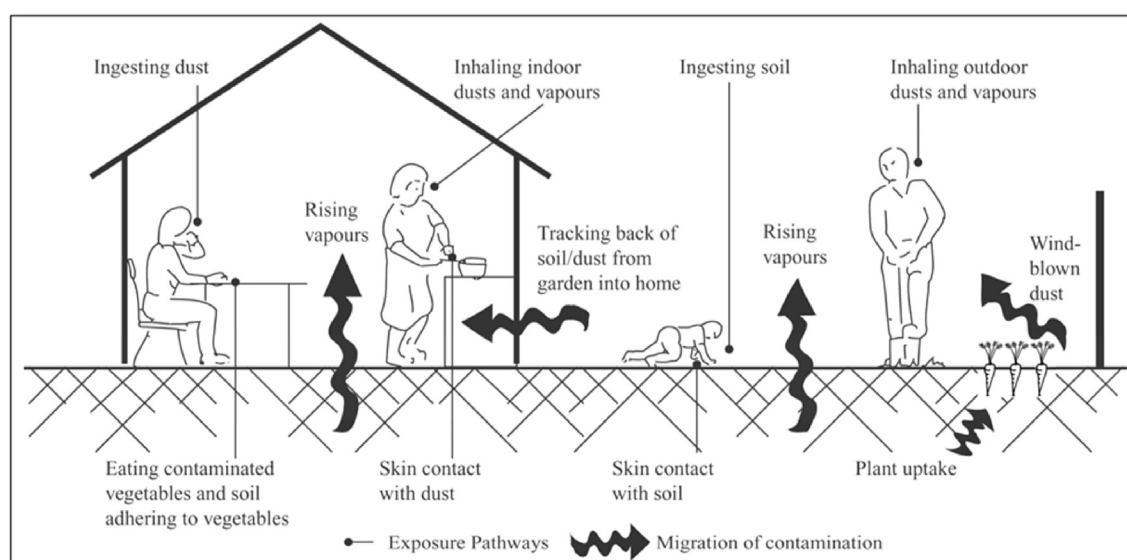 Ingesting dust
Inhaling indoor
dusts and vapours
Ingesting soil
Inhaling outdoor
dusts and vapours
Rising
vapours
Tracking back of
soil/dust from
garden into home
Rising
vapours
Wind-
blown
dust
Eating contaminated
vegetables and soil
adhering to vegetables
Skin contact
with dust
Skin contact
with soil
Plant uptake
Exposure Pathways
Migration of contamination